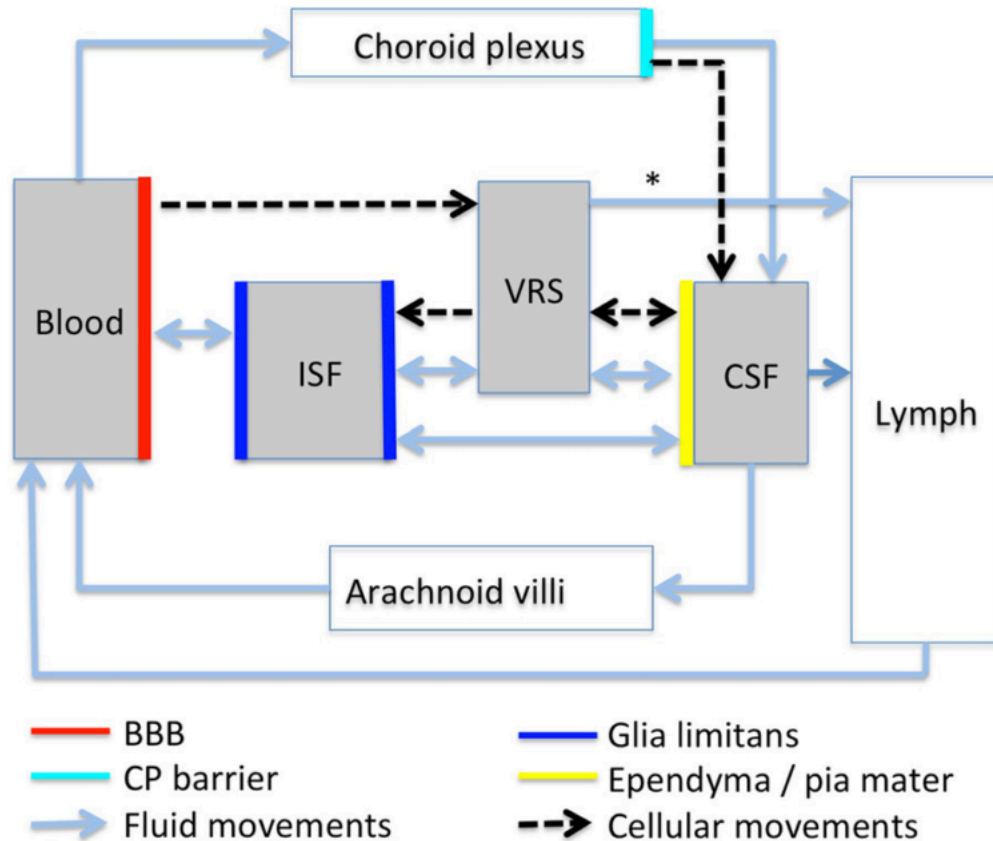 Choroid plexus
*
VRS
Blood
ISF
CSF
Lymph
Arachnoid villi
BBB
Glia limitans
CP barrier
Ependyma / pia mater
Fluid movements
Cellular movements